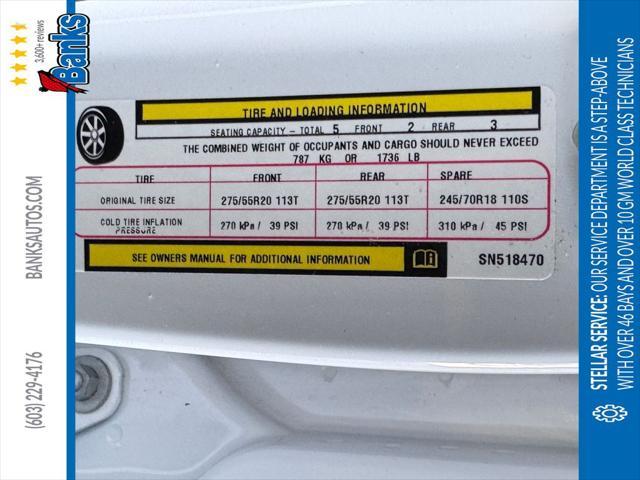 3,600+ reviews
Banks
BANKSAUTOS.COM
(603) 229-4176
TIRE AND LOADING INFORMATION
SEATING CAPACITY - TOTAL 5 FRONT 2 REAR 3
THE COMBINED WEIGHT OF OCCUPANTS AND CARGO SHOULD NEVER EXCEED
787 KG OR 1736 LB
TIRE FRONT REAR SPARE
ORIGINAL TIRE SIZE 275/55R20 113T 275/55R20 113T 245/70R18 110S
COLD TIRE INFLATION
PRESSURE 270 kPa / 39 PSI 270 kPa / 39 PSI 310 kPa / 45 PSI
SEE OWNERS MANUAL FOR ADDITIONAL INFORMATION
SN518470
STELLAR SERVICE: OUR SERVICE DEPARTMENT IS A STEP-ABOVE
WITH OVER 46 BAYS AND OVER 10 GM WORLD CLASS TECHNICIANS